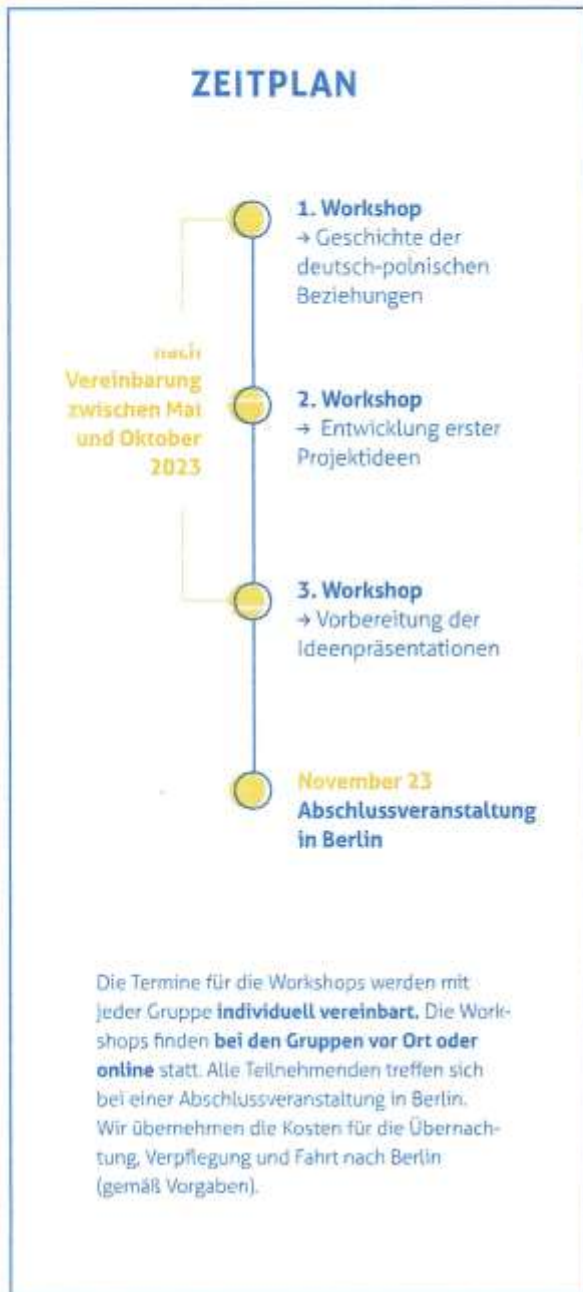 ZEITPLAN
1. Workshop
→ Geschichte der
deutsch-polnischen
Beziehungen
nach
Vereinbarung
zwischen Mai
und Oktober
2023
2. Workshop
→ Entwicklung erster
Projektideen
3. Workshop
→ Vorbereitung der
Ideenpräsentationen
November 23
Abschlussveranstaltung
in Berlin
Die Termine für die Workshops werden mit
jeder Gruppe individuell vereinbart. Die Work-
shops finden bei den Gruppen vor Ort oder
online statt. Alle Teilnehmenden treffen sich
bei einer Abschlussveranstaltung in Berlin.
Wir übernehmen die Kosten für die Übernach-
tung, Verpflegung und Fahrt nach Berlin
(gemäß Vorgaben).